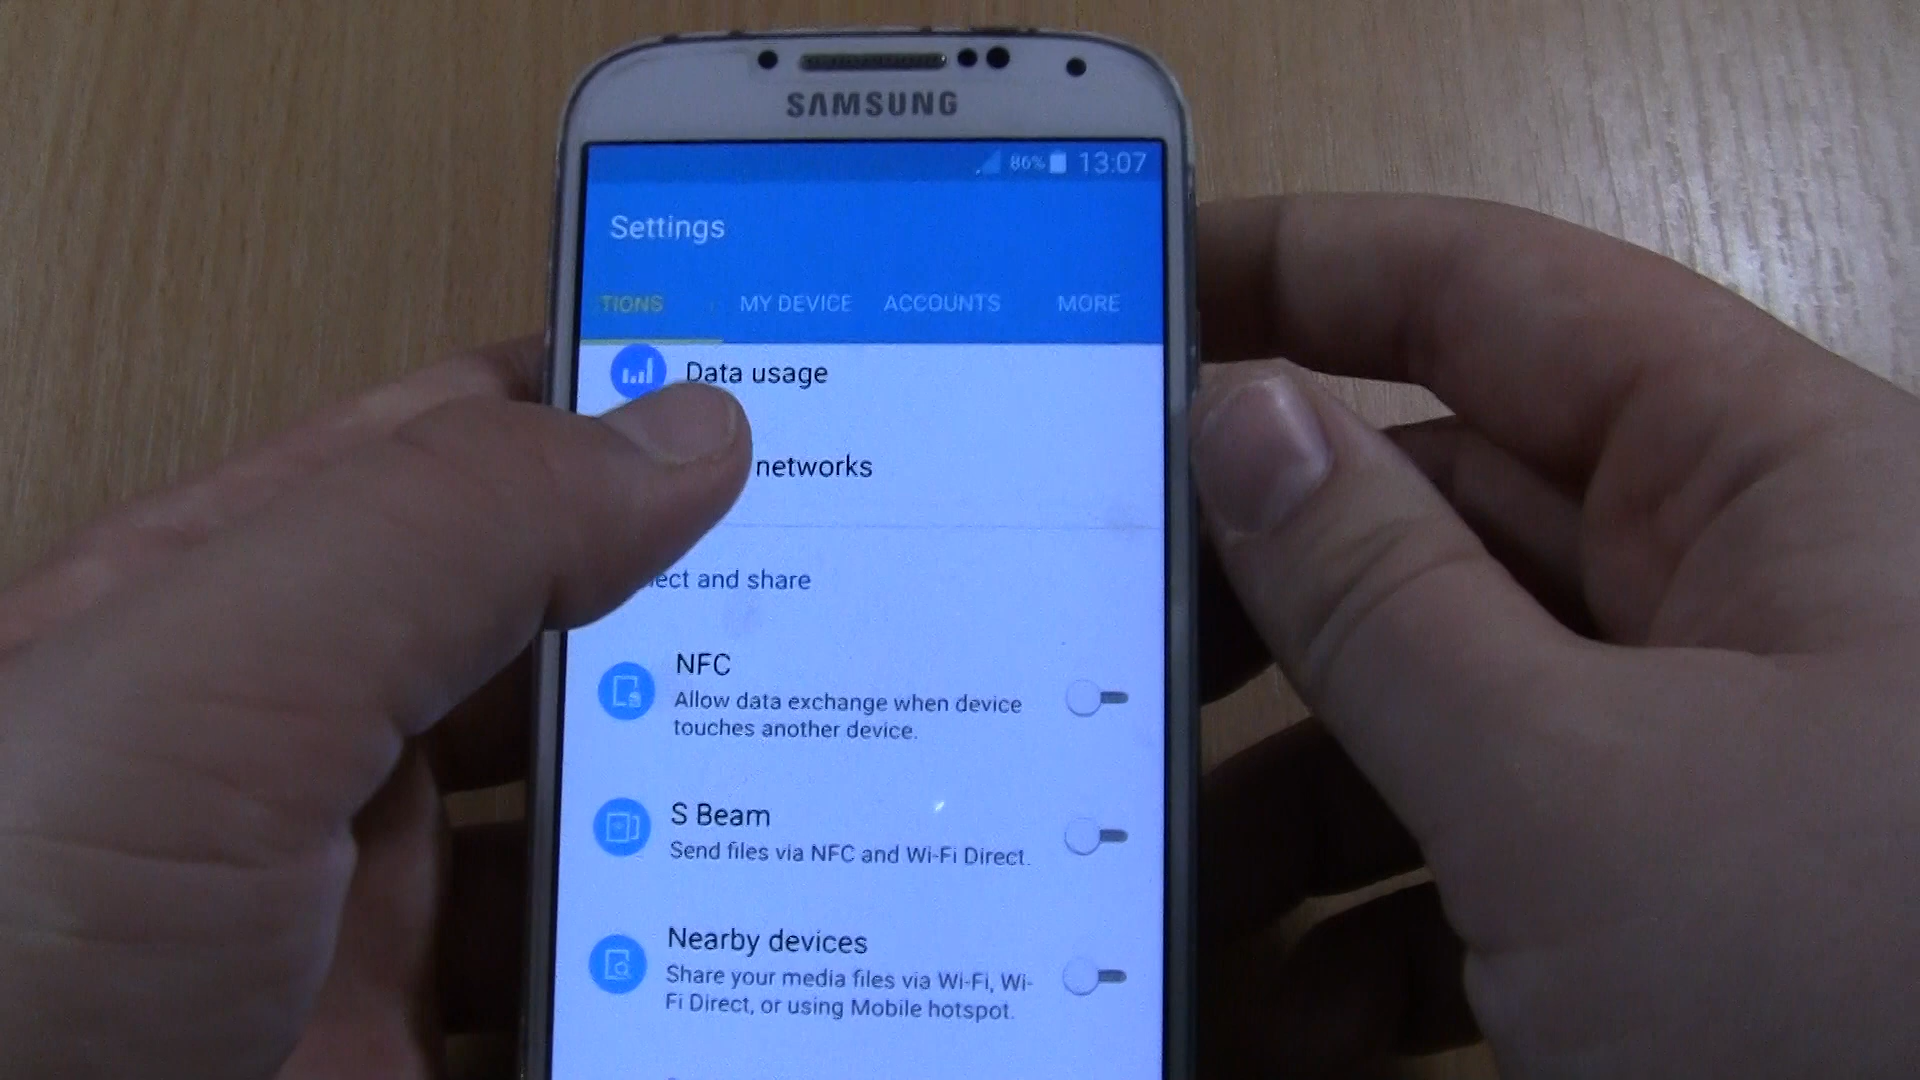 SAMSUNG
86% 13:07
Settings
TIONS MY DEVICE ACCOUNTS MORE
Data usage
networks
ect and share
NFC
Allow data exchange when device
touches another device.
S Beam
Send files via NFC and Wi-Fi Direct.
Nearby devices
Share your media files via Wi-Fi, Wi-
Fi Direct, or using Mobile hotspot.